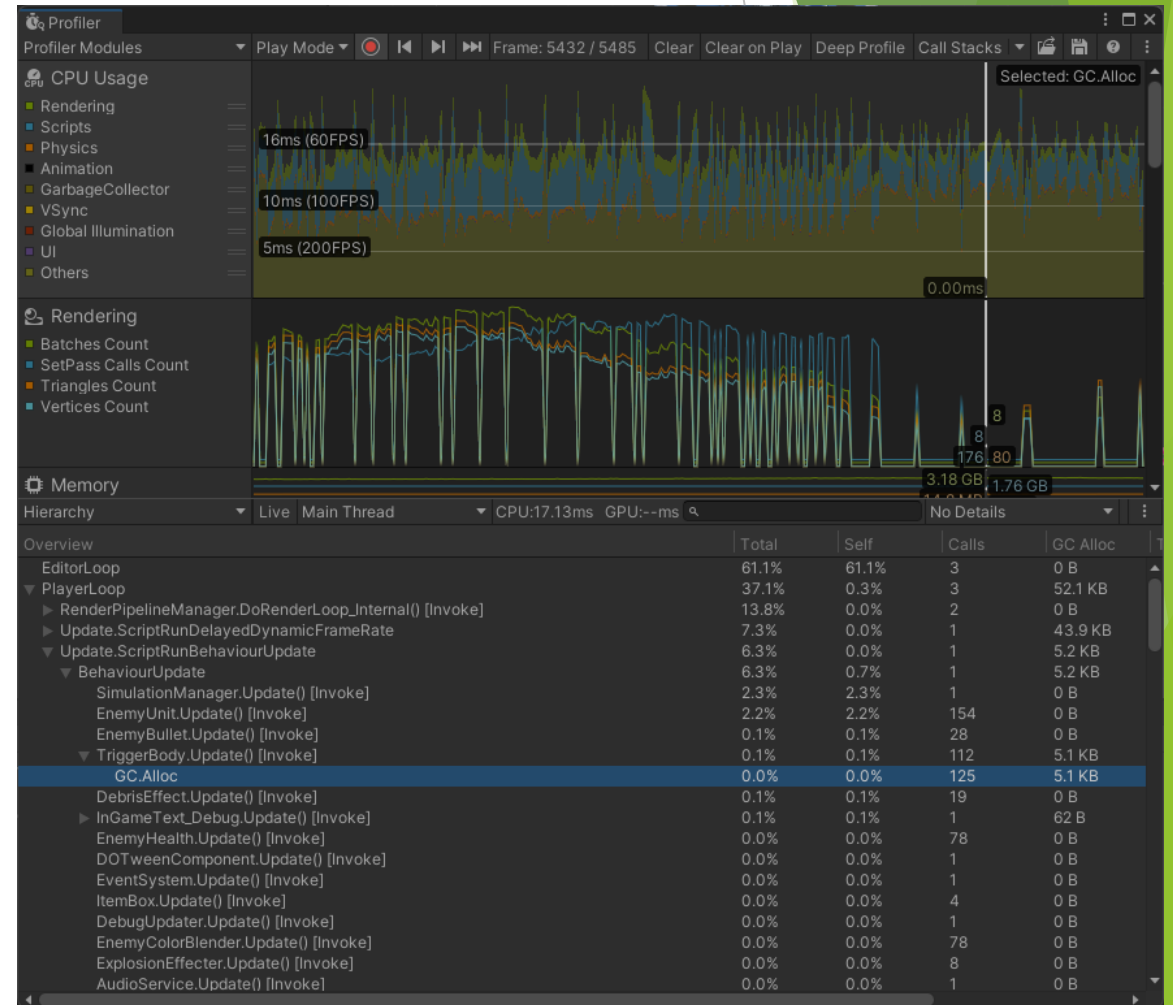 Profiler
Profiler Modules Play Mode Frame: 5432 / 5485 Clear Clear on Play Deep Profile Call Stacks
CPU Usage Selected: GC.Alloc
Rendering
Scripts
Physics
Animation
GarbageCollector
VSync
Global Illumination
UI
Others
16ms (60FPS)
10ms (100FPS)
5ms (200FPS)
0.00ms
Rendering
Batches Count
SetPass Calls Count
Triangles Count
Vertices Count
8
8
176 80
Memory 3.18 GB 1.76 GB
Hierarchy Live Main Thread CPU:17.13ms GPU:--ms No Details
Overview Total Self Calls GC Alloc
EditorLoop 61.1% 61.1% 3 0 B
PlayerLoop 37.1% 0.3% 3 52.1 KB
RenderPipelineManager.DoRenderLoop_Internal() [Invoke] 13.8% 0.0% 2 0 B
Update.ScriptRunDelayedDynamicFrameRate 7.3% 0.0% 1 43.9 KB
Update.ScriptRunBehaviourUpdate 6.3% 0.0% 1 5.2 KB
BehaviourUpdate 6.3% 0.7% 1 5.2 KB
SimulationManager.Update() [Invoke] 2.3% 2.3% 1 0 B
EnemyUnit.Update() [Invoke] 2.2% 2.2% 154 0 B
EnemyBullet.Update() [Invoke] 0.1% 0.1% 28 0 B
TriggerBody.Update() [Invoke] 0.1% 0.1% 112 5.1 KB
GC.Alloc 0.0% 0.0% 125 5.1 KB
DebrisEffect.Update() [Invoke] 0.1% 0.1% 19 0 B
InGameText_Debug.Update() [Invoke] 0.1% 0.1% 1 62 B
EnemyHealth.Update() [Invoke] 0.0% 0.0% 78 0 B
DOTweenComponent.Update() [Invoke] 0.0% 0.0% 1 0 B
EventSystem.Update() [Invoke] 0.0% 0.0% 1 0 B
ItemBox.Update() [Invoke] 0.0% 0.0% 4 0 B
DebugUpdater.Update() [Invoke] 0.0% 0.0% 1 0 B
EnemyColorBlender.Update() [Invoke] 0.0% 0.0% 78 0 B
ExplosionEffecter.Update() [Invoke] 0.0% 0.0% 8 0 B
AudioService.Update() [Invoke] 0.0% 0.0% 1 0 B